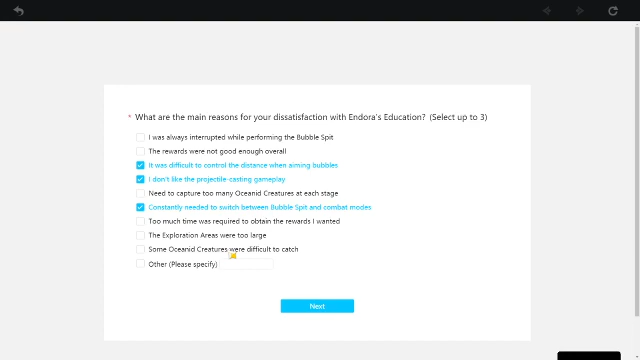 * What are the main reasons for your dissatisfaction with Endora's Education? (Select up to 3)
I was always interrupted while performing the Bubble Spit
The rewards were not good enough overall
It was difficult to control the distance when aiming bubbles
I don't like the projectile-casting gameplay
Need to capture too many Oceanid Creatures at each stage
Constantly needed to switch between Bubble Spit and combat modes
Too much time was required to obtain the rewards I wanted
The Exploration Areas were too large
Some Oceanid Creatures were difficult to catch
Other (Please specify)
Next